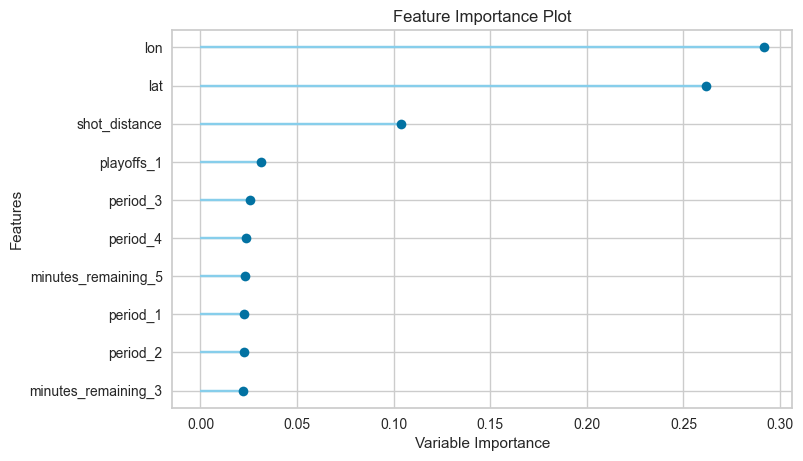 Feature Importance Plot
Features
lon
lat
shot_distance
playoffs_1
period_3
period_4
minutes_remaining_5
period_1
period_2
minutes_remaining_3
0.00 0.05 0.10 0.15 0.20 0.25 0.30
Variable Importance